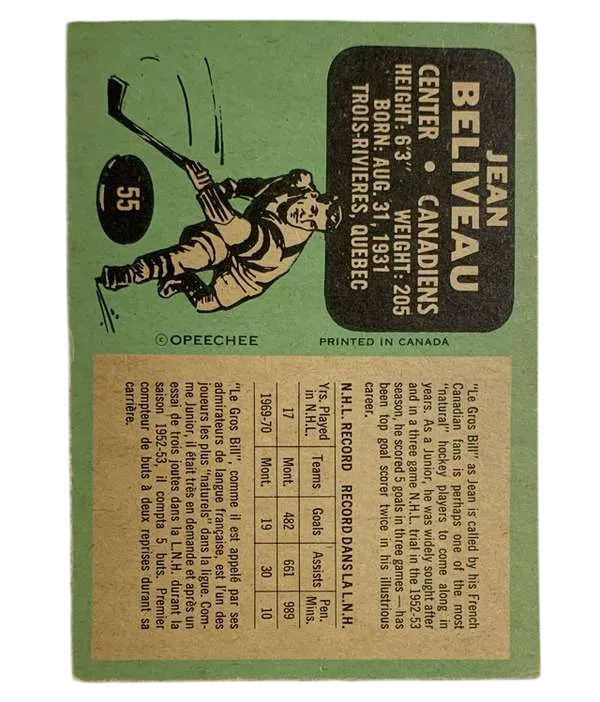 JEAN
BELIVEAU
CENTER • CANADIENS
HEIGHT: 6'3" WEIGHT: 205
BORN: AUG. 31, 1931
TROIS-RIVIERES, QUEBEC
55
© OPEECHEE
PRINTED IN CANADA
"Le Gros Bill" as Jean is called by his French
Canadian fans is perhaps one of the most
"natural" hockey players to come along in
years. As a Junior, he was widely sought after
and in a three game N.H.L. trial in the 1952-53
season, he scored 5 goals in three games — has
been top goal scorer twice in his illustrious
career.
N.H.L. RECORD RECORD DANS LA L.N.H.
Yrs. Played in N.H.L. Teams Goals Assists Pen. Mins.
17 Mont. 482 661 989
1969-70 Mont. 19 30 10
"Le Gros Bill", comme il est appelé par ses
admirateurs de langue française, est l'un des
joueurs les plus "naturels" dans la ligue. Com-
me Junior, il était très en demande et après un
essai de trois joutes dans la L.N.H. durant la
saison 1952-53, il compta 5 buts. Premier
compteur de buts à deux reprises durant sa
carrière.